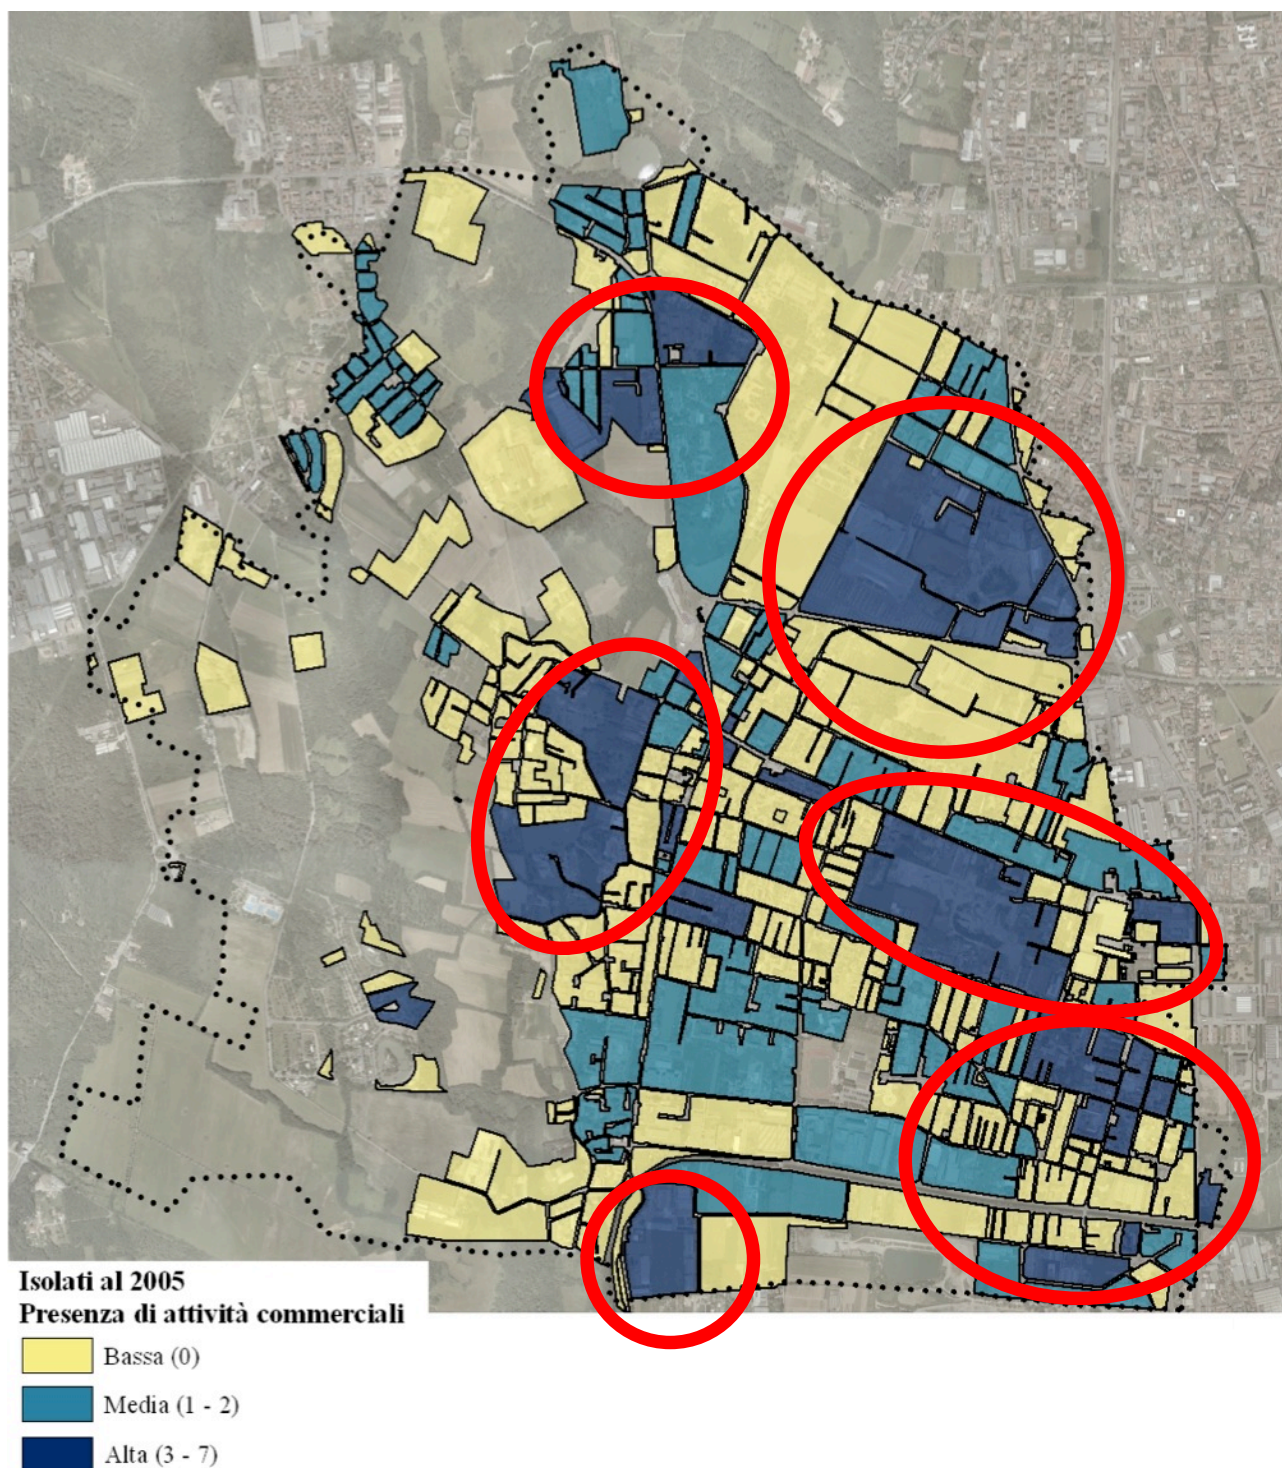 Isolati al 2005
Presenza di attività commerciali
Bassa (0)
Media (1 - 2)
Alta (3 - 7)